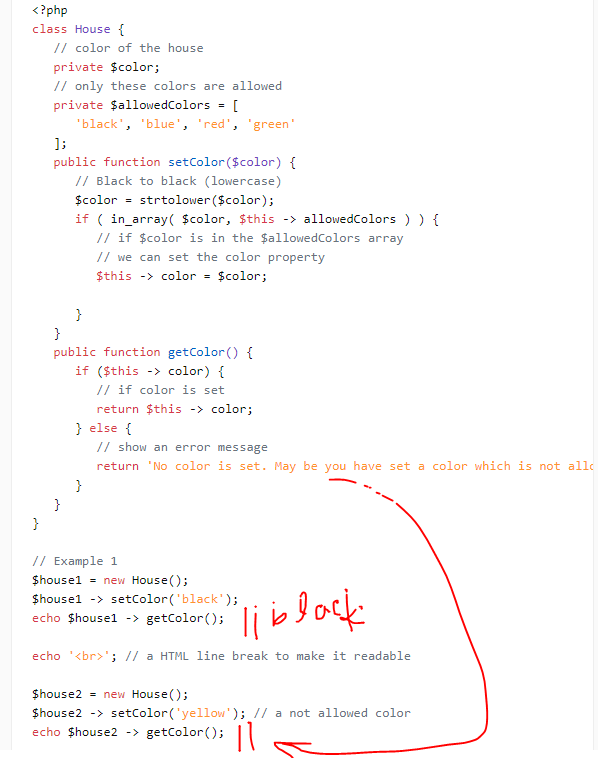 <?php
class House {
// color of the house
private $color;
// only these colors are allowed
private $allowedColors = [
'black', 'blue', 'red', 'green'
];
public function setColor($color) {
// Black to black (lowercase)
$color = strtolower($color);
if ( in_array( $color, $this -> allowedColors ) ) {
// if $color is in the $allowedColors array
// we can set the color property
$this -> color = $color;
}
}
public function getColor() {
if ($this -> color) {
// if color is set
return $this -> color;
} else {
// show an error message
return 'No color is set. May be you have set a color which is not allo
}
}
}
// Example 1
$house1 = new House();
$house1 -> setColor('black');
echo $house1 -> getColor(); || black
echo '<br>'; // a HTML line break to make it readable
$house2 = new House();
$house2 -> setColor('yellow'); // a not allowed color
echo $house2 -> getColor(); ||